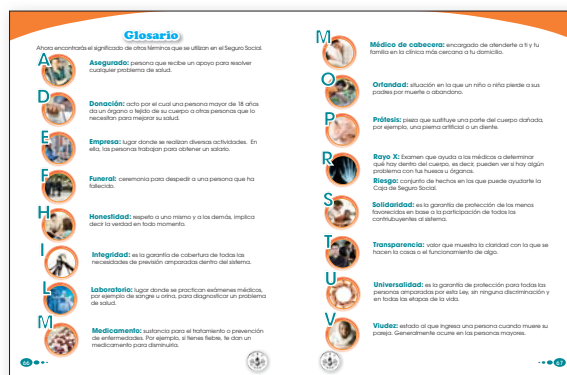 Glosario
Ahora encontrarás el significado de otros términos que se utilizan en el Seguro Social.
A
Asegurado: persona que recibe un apoyo para resolver
cualquier problema de salud.
D
Donación: acto por el cual una persona mayor de 18 años
da un órgano o tejido de su cuerpo a otras personas que lo
necesitan para mejorar su salud.
E
Empresa: lugar donde se realizan diversas actividades. En
ella, las personas trabajan para obtener un salario.
F
Funeral: ceremonia para despedir a una persona que ha
fallecido.
H
Honestidad: respeto a uno mismo y a los demás, implica
decir la verdad en todo momento.
I
Integridad: es la garantía de cobertura de todas las
necesidades de previsión amparadas dentro del sistema.
L
Laboratorio: lugar donde se practican exámenes médicos,
por ejemplo de sangre u orina, para diagnosticar un problema
de salud.
M
Medicamento: sustancia para el tratamiento o prevención
de enfermedades. Por ejemplo, si tienes fiebre, te dan un
medicamento para disminuirla.
66
M
Médico de cabecera: encargado de atenderte a ti y tu
familia en la clínica más cercana a tu domicilio.
O
Orfandad: situación en la que un niño o niña pierde a sus
padres por muerte o abandono.
P
Prótesis: pieza que sustituye una parte del cuerpo dañada,
por ejemplo, una pierna artificial o un diente.
R
Rayo X: Examen que ayuda a los médicos a determinar
qué hay dentro del cuerpo, es decir, pueden ver si hay algún
problema con tus huesos u órganos.
Riesgo: conjunto de hechos en los que puede ayudarte la
Caja de Seguro Social.
S
Solidaridad: es la garantía de protección de los menos
favorecidos en base a la participación de todos los
contribuyentes al sistema.
T
Transparencia: valor que muestra la claridad con la que se
hacen la cosas o el funcionamiento de algo.
U
Universalidad: es la garantía de protección para todas las
personas amparadas por esta Ley, sin ninguna discriminación y
en todas las etapas de la vida.
V
Viudez: estado al que ingresa una persona cuando muere su
pareja. Generalmente ocurre en las personas mayores.
67